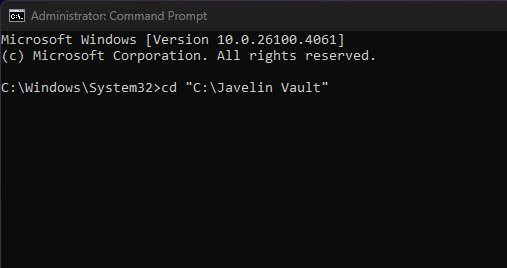 Administrator: Command Prompt
Microsoft Windows [Version 10.0.26100.4061]
(c) Microsoft Corporation. All rights reserved.
C:\Windows\System32>cd "C:\Javelin Vault"